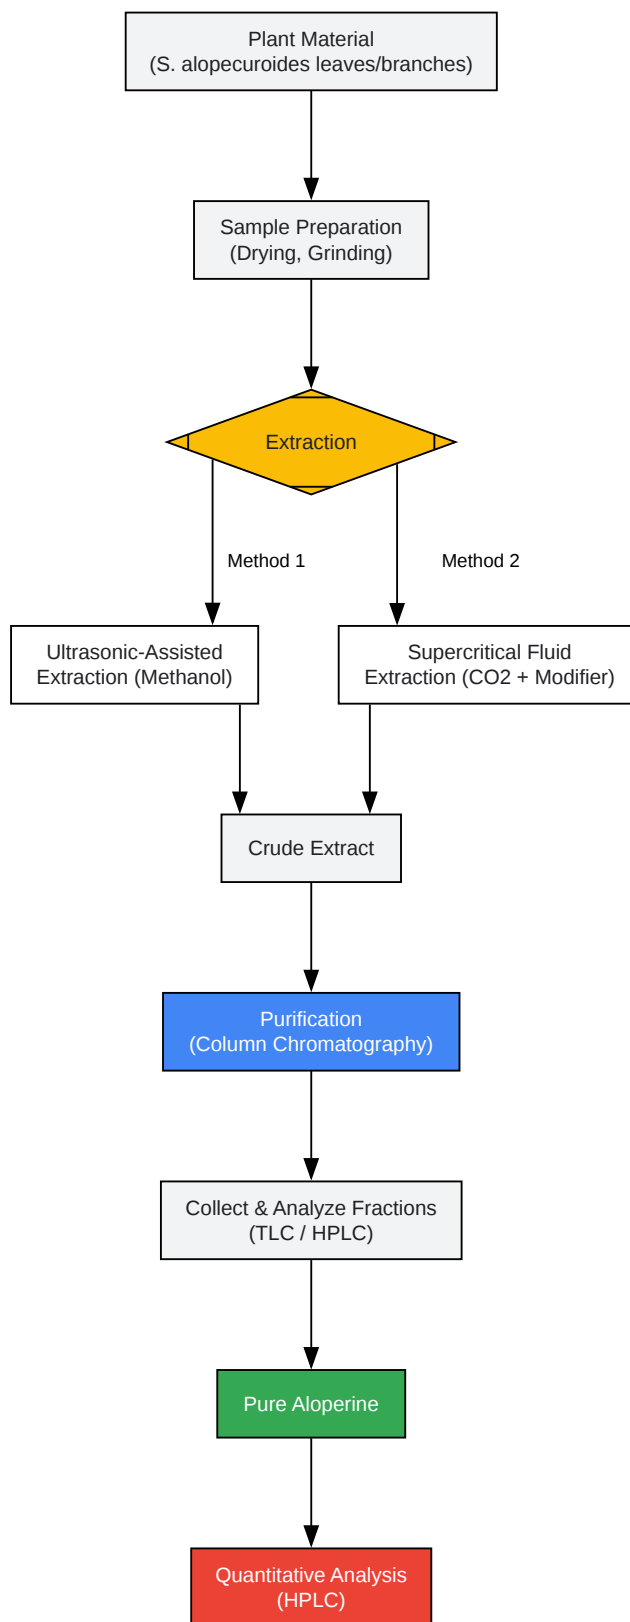 Plant Material
(S. alopecuroides leaves/branches)
Sample Preparation
(Drying, Grinding)
Extraction
Method 1
Method 2
Ultrasonic-Assisted
Extraction (Methanol)
Supercritical Fluid
Extraction (CO2 + Modifier)
Crude Extract
Purification
(Column Chromatography)
Collect & Analyze Fractions
(TLC / HPLC)
Pure Aloperine
Quantitative Analysis
(HPLC)